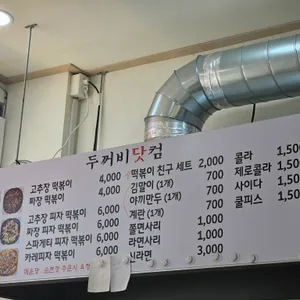 두꺼비닷컴
고추장 떡볶이 4,000
파장 떡볶이 4,000
고추장 피자 떡볶이 6,000
파장 피자 떡볶이 6,000
스파게티 피자 떡볶이 6,000
카레피자 떡볶이 6,000
떡볶이 친구 세트 2,000
김말이 (1개) 700
야끼만두 (1개) 700
계란 (1개) 700
쫄면사리 1,000
라면사리 1,000
신라면 3,000
콜라 1,50
제로콜라 1,50
사이다 1,50
쿨피스 1,50